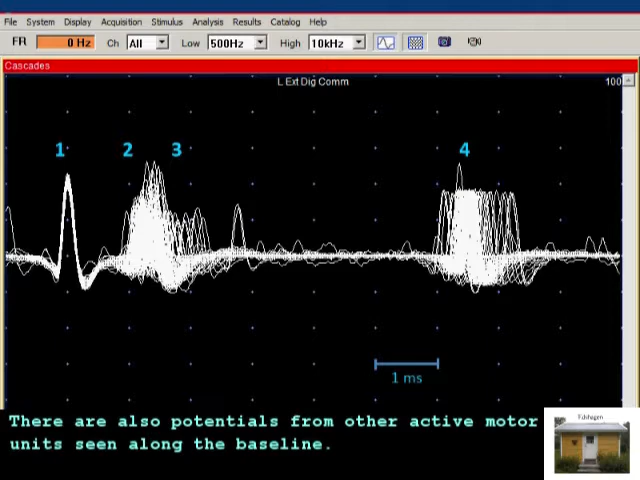 File System Display Acquisition Stimulus Analysis Results Catalog Help
FR 0 Hz Ch All Low 500Hz High 10kHz
Cascades
L Ext Dig Comm 100
1 2 3 4
1 ms
There are also potentials from other active motor
units seen along the baseline.